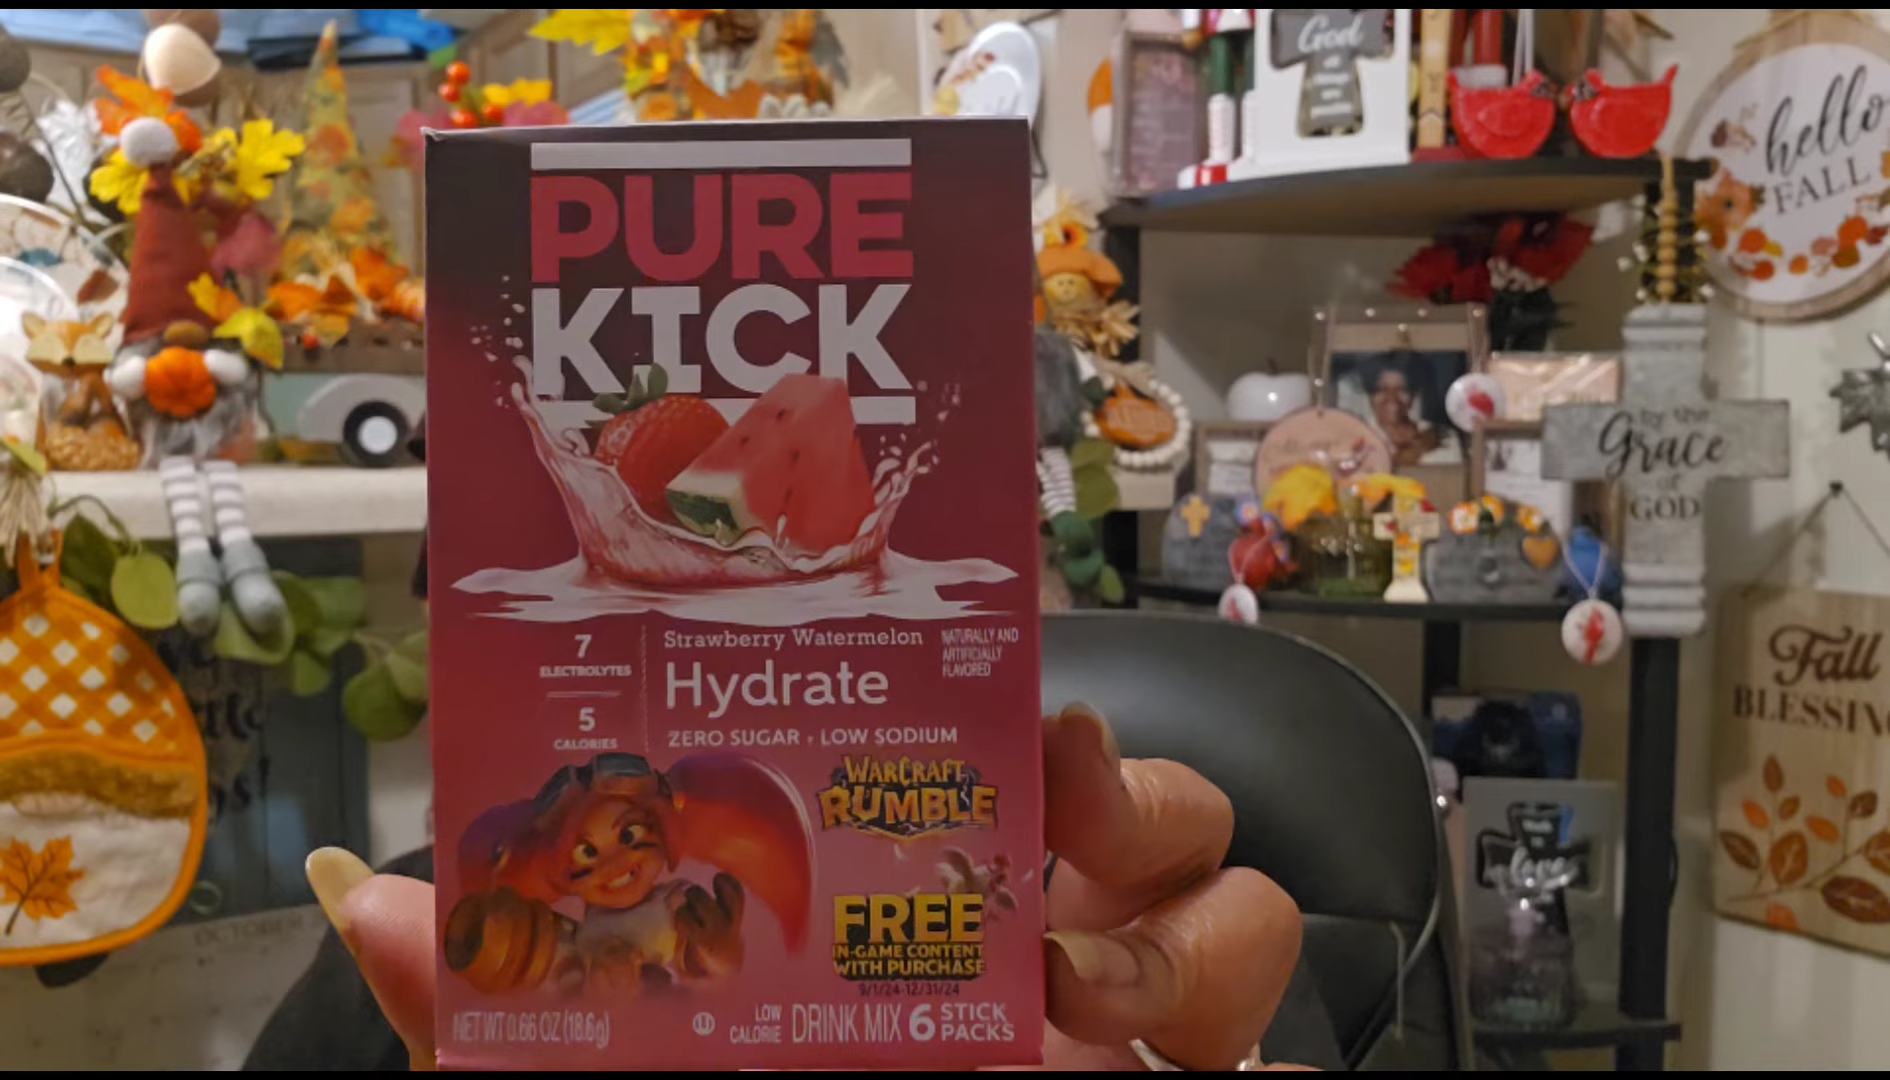 PURE
KICK
7
ELECTROLYTES
5
CALORIES
Strawberry Watermelon
Hydrate
NATURALLY AND
ARTIFICIALLY
FLAVORED
ZERO SUGAR • LOW SODIUM
WARCRAFT
RUMBLE
FREE
IN-GAME CONTENT
WITH PURCHASE
9/1/24-12/31/24
NET WT 0.66 OZ (18.6g)
U
LOW
CALORIE
DRINK MIX 6 STICK
PACKS
God
hello
FALL
by the
Grace
of
GOD
Fall
BLESSIN
love
OCTOBER